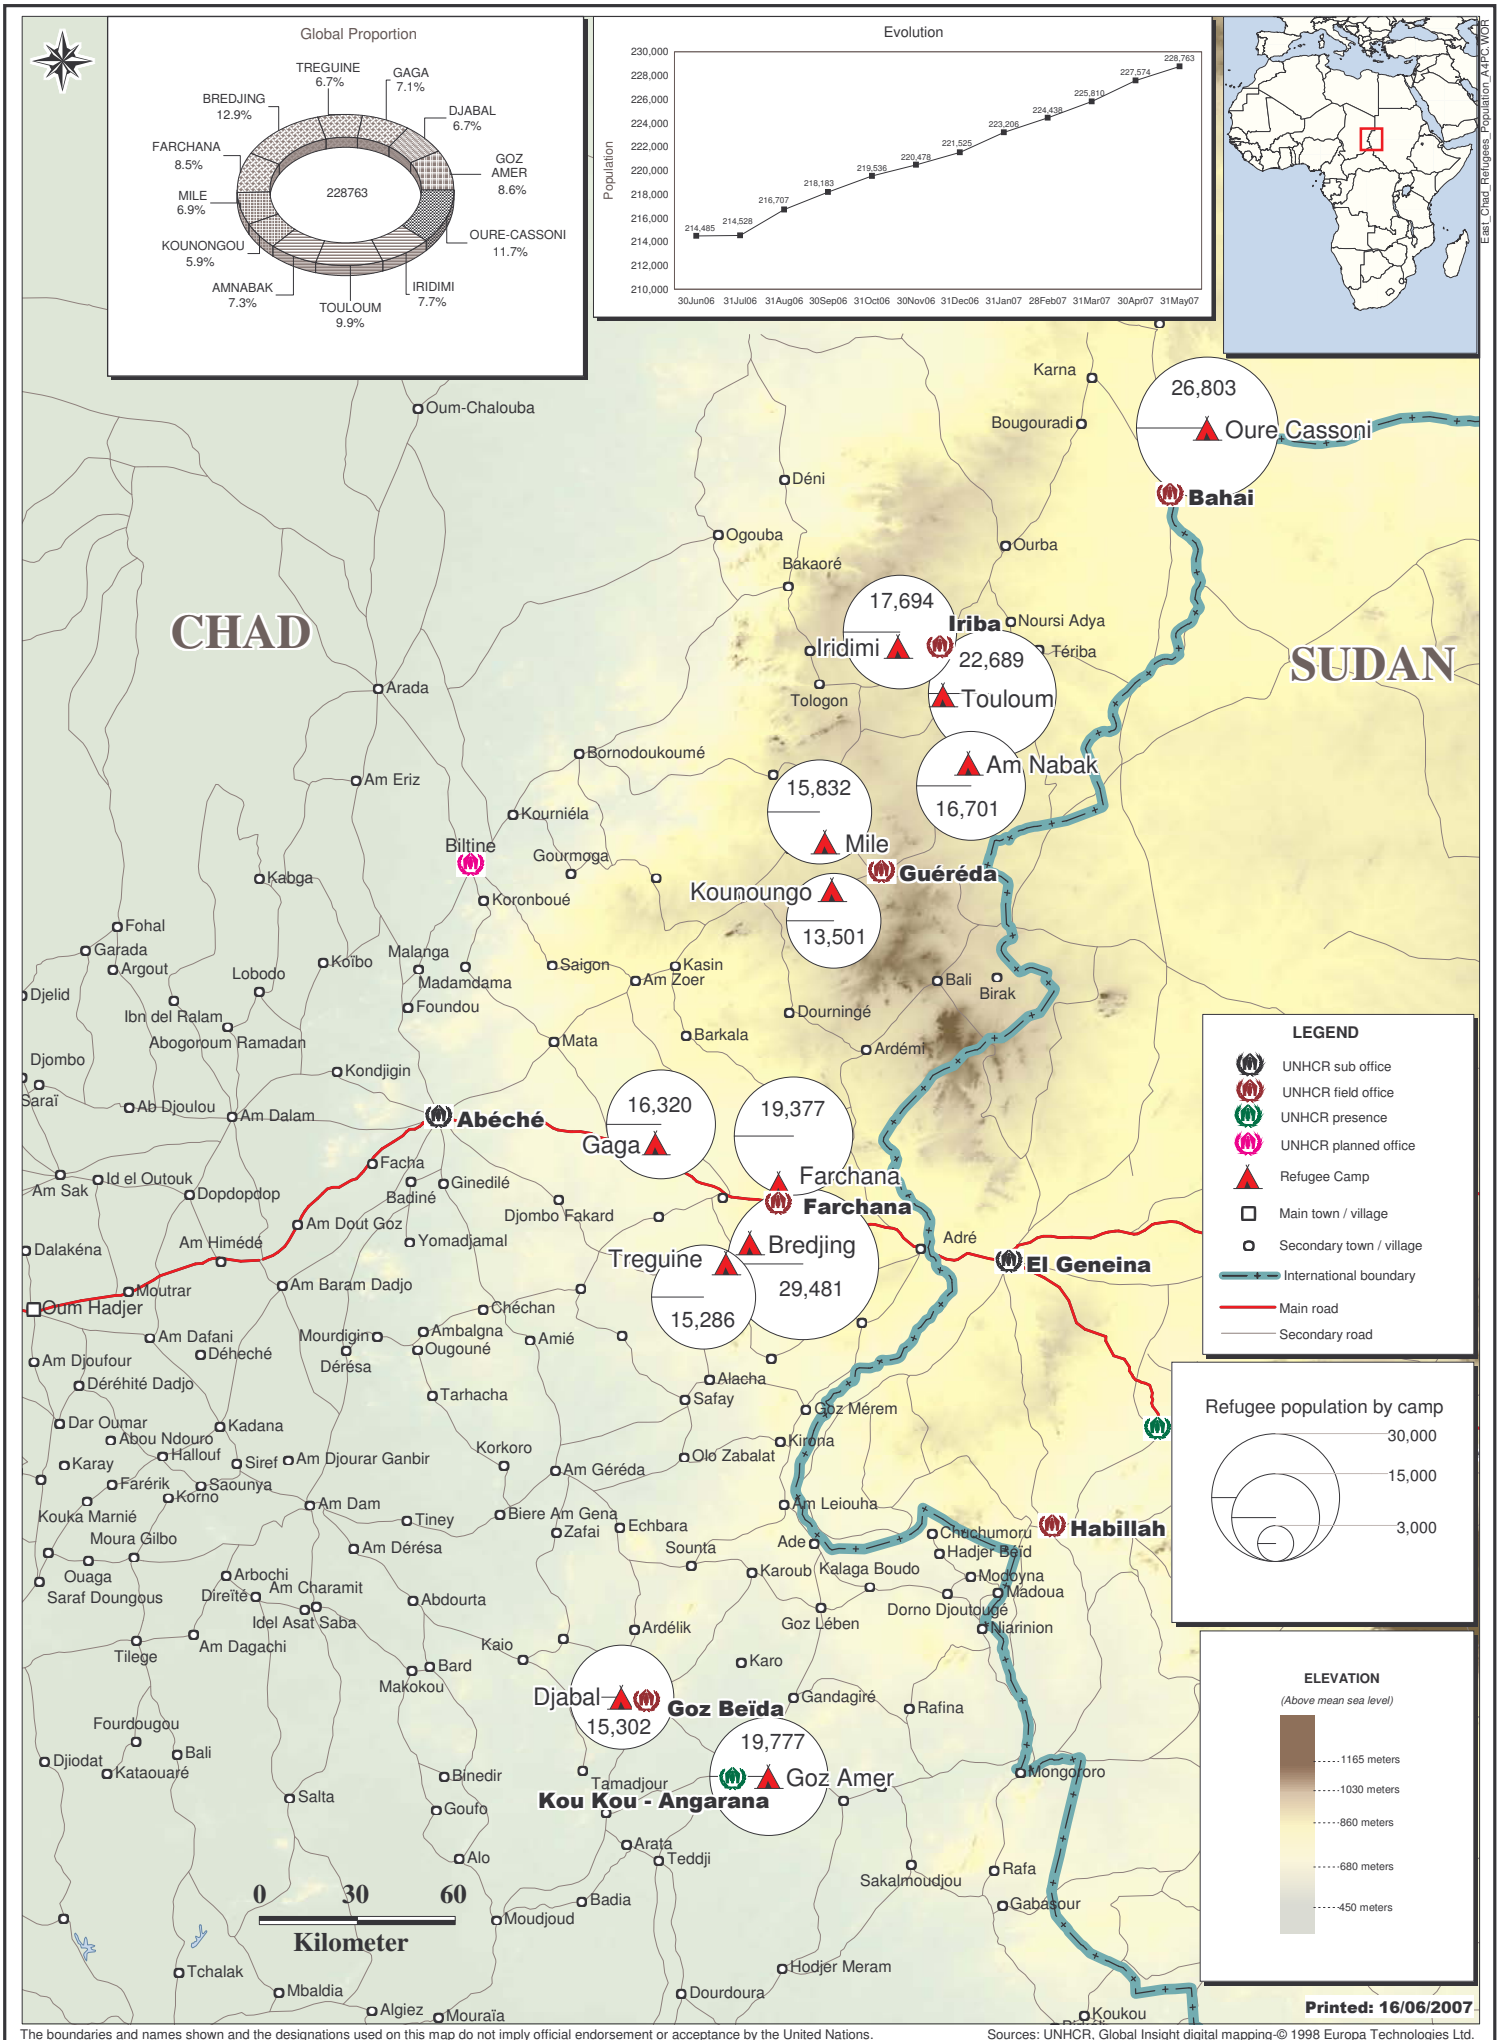 Global Proportion
TREGUINE
6.7%
GAGA
7.1%
BREDJING
12.9%
DJABAL
6.7%
FARCHANA
8.5%
GOZ
AMER
8.6%
MILE
6.9%
228763
KOUNONGOU
5.9%
OURE-CASSONI
11.7%
AMNABAK
7.3%
IRIDIMI
7.7%
TOULOUM
9.9%
Evolution
Population
230,000
228,000
226,000
224,000
222,000
220,000
218,000
216,000
214,000
212,000
210,000
214,485
214,528
216,707
218,183
219,536
220,478
221,525
223,206
224,438
225,810
227,574
228,763
30Jun06 31Jul06 31Aug06 30Sep06 31Oct06 30Nov06 31Dec06 31Jan07 28Feb07 31Mar07 30Apr07 31May07
East_Chad_Refugees_Population_A4PC.WOR
Karna
26,803
Oum-Chalouba
Bougouradi
Oure Cassoni
Déni
Bahai
Ogouba
Ourba
Bakaoré
17,694
CHAD
Iriba
Noursi Adya
Iridimi
22,689
Tériba
SUDAN
Arada
Tologon
Touloum
Bornodoukoumé
Am Nabak
Am Eriz
15,832
16,701
Kourniéla
Biltine
Mile
Gourmoga
Guéréda
Kabga
Kounoungo
Koronboué
Fohal
13,501
Garada
Malanga
Argout
Lobodo
Koïbo
Saigon
Kasin
Madamdama
Am Zoer
Bali
Birak
Djelid
Foundou
Ibn del Ralam
Dourningé
Abogoroum Ramadan
Mata
Barkala
Ardémi
Djombo
Kondjigin
Saraï
Ab Djoulou
Am Dalam
16,320
19,377
Abéché
Gaga
Facha
Farchana
Am Sak
Id el Outouk
Dopdopdop
Badiné
Ginedilé
Farchana
Djombo Fakard
Am Dout Goz
Adré
Dalakéna
Am Himédé
Yomadjamal
Treguine
Bredjing
El Geneina
Moutrar
Am Baram Dadjo
29,481
Oum Hadjer
Chéchan
15,286
Am Dafani
Mourdigin
Ambalgna
Amié
Déheché
Ougouné
Am Djoufour
Dérésa
Déréhité Dadjo
Tarhacha
Alacha
Safay
Goz Mérem
Dar Oumar
Kadana
Abou Ndouro
Kirona
Hallouf
Korkoro
Karay
Siref
Am Djourar Ganbir
Olo Zabalat
Am Géréda
Farérik
Saounya
Korno
Am Dam
Am Leiouha
Kouka Marnié
Tiney
Biere Am Gena
Zafai
Echbara
Habillah
Moura Gilbo
Chuchumoru
Ade
Am Dérésa
Sounta
Hadjer Béïd
Ouaga
Arbochi
Karoub
Kalaga Boudo
Modoyna
Saraf Doungous
Am Charamit
Direïté
Abdourta
Madoua
Idel Asat Saba
Dorno Djoutougé
Goz Lében
Niarinion
Ardélik
Am Dagachi
Kaio
Tilege
Bard
Karo
Makokou
Djabal
Gandagiré
Goz Beïda
Rafina
15,302
Fourdougou
19,777
Bali
Djiodat
Kataouaré
Binedir
Goz Amer
Mongororo
Tamadjour
Kou Kou - Angarana
Salta
Goufo
Arata
Alo
Teddji
Rafa
Sakalmoudjou
0 30 60
Badia
Gabasour
Moudjoud
Kilometer
Tchalak
Hodjer Meram
Mbaldia
Dourdoura
Algiez
Mouraïa
Koukou
LEGEND
UNHCR sub office
UNHCR field office
UNHCR presence
UNHCR planned office
Refugee Camp
Main town / village
Secondary town / village
International boundary
Main road
Secondary road
Refugee population by camp
30,000
15,000
3,000
ELEVATION
(Above mean sea level)
1165 meters
1030 meters
860 meters
680 meters
450 meters
Printed: 16/06/2007
The boundaries and names shown and the designations used on this map do not imply official endorsement or acceptance by the United Nations.
Sources: UNHCR, Global Insight digital mapping-© 1998 Europa Technologies Ltd.